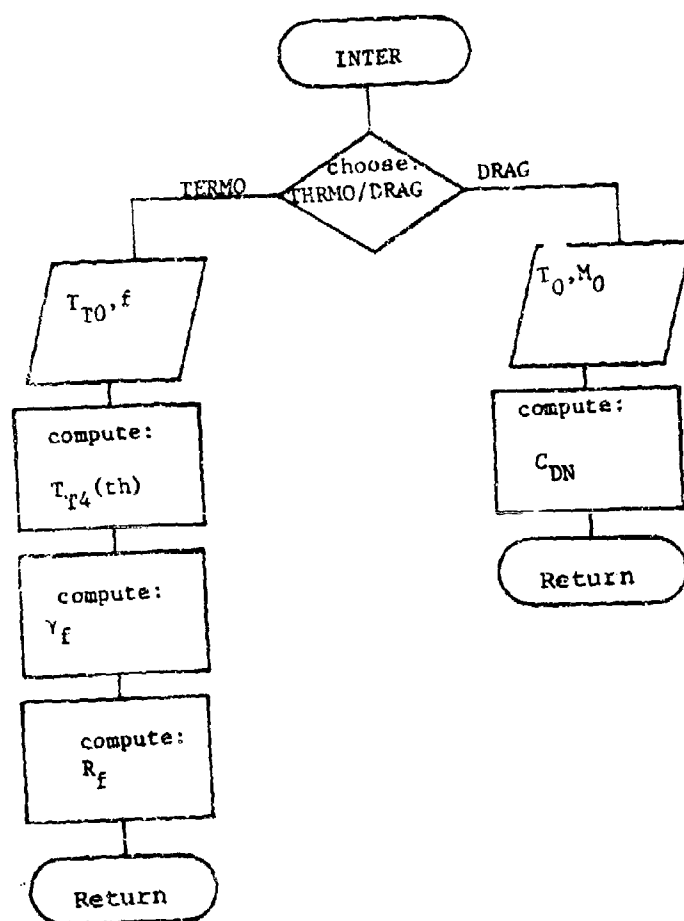 INTER
choose:
THRMO/DRAG
TERMO
DRAG
T_T0,f
T_0,M_0
compute:
T_T4(th)
compute:
C_DN
compute:
γ_f
Return
compute:
R_f
Return